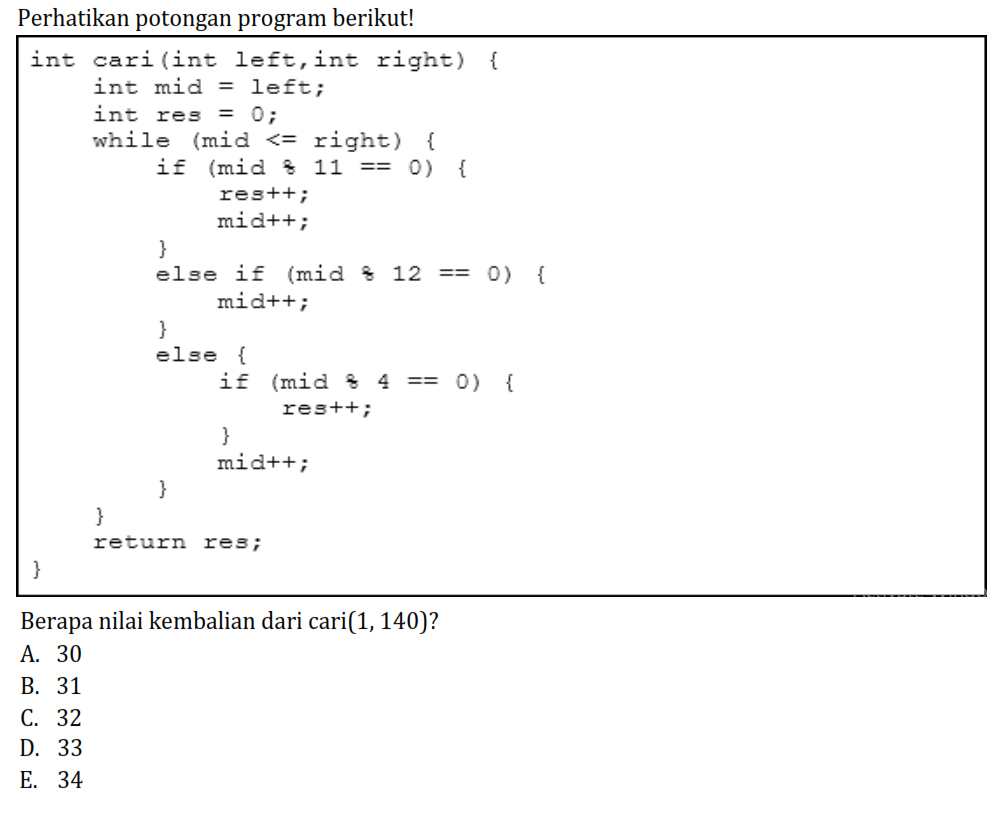 Perhatikan potongan program berikut!
int cari(int left,int right) {
int mid = left;
int res = 0;
while (mid <= right) {
if (mid % 11 == 0) {
res++;
mid++;
}
else if (mid % 12 == 0) {
mid++;
}
else {
if (mid % 4 == 0) {
res++;
}
mid++;
}
}
return res;
}
Berapa nilai kembalian dari cari(1, 140)?
A. 30
B. 31
C. 32
D. 33
E. 34